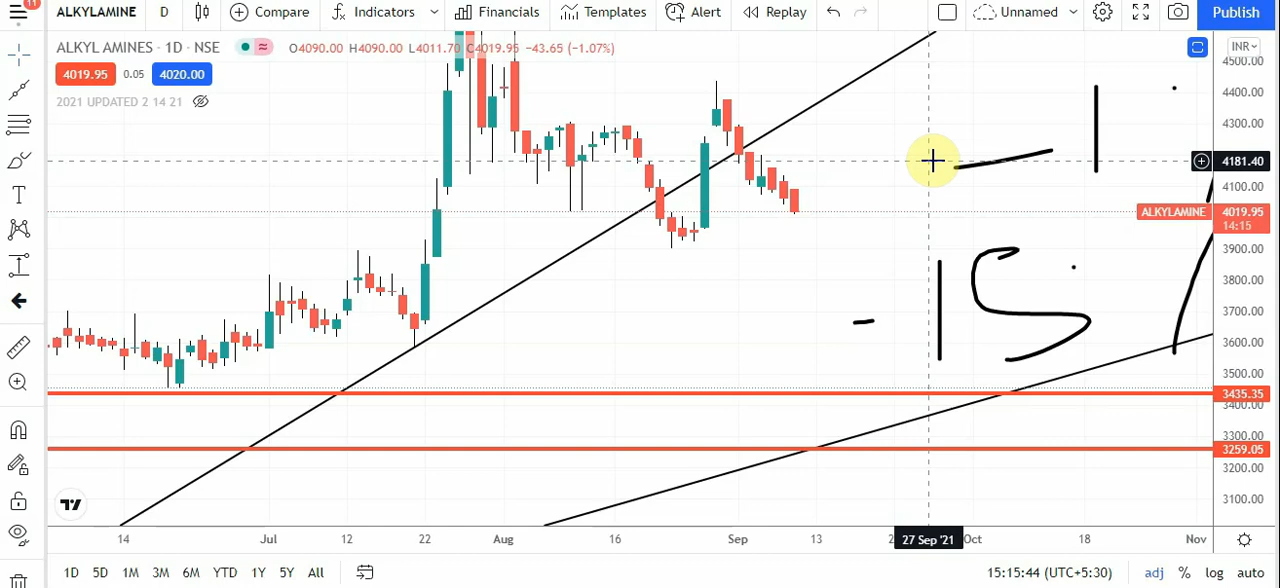 11
ALKYLAMINE D Compare Indicators Financials Templates Alert Replay Unnamed Publish
ALKYL AMINES · 1D · NSE O4090.00 H4090.00 L4011.70 C4019.95 −43.65 (−1.07%)
INR
4019.95 0.05 4020.00
2021 UPDATED 2 14 21
4500.00
4400.00
4300.00
4181.40
4100.00
ALKYLAMINE 4019.95
14:15
3900.00
3800.00
3700.00
3600.00
3500.00
3435.35
3400.00
3300.00
3259.05
3200.00
3100.00
- 15
14 Jul 12 22 Aug 16 Sep 13 27 Sep '21 Oct 18 Nov
1D 5D 1M 3M 6M YTD 1Y 5Y All 15:15:44 (UTC+5:30) adj % log auto